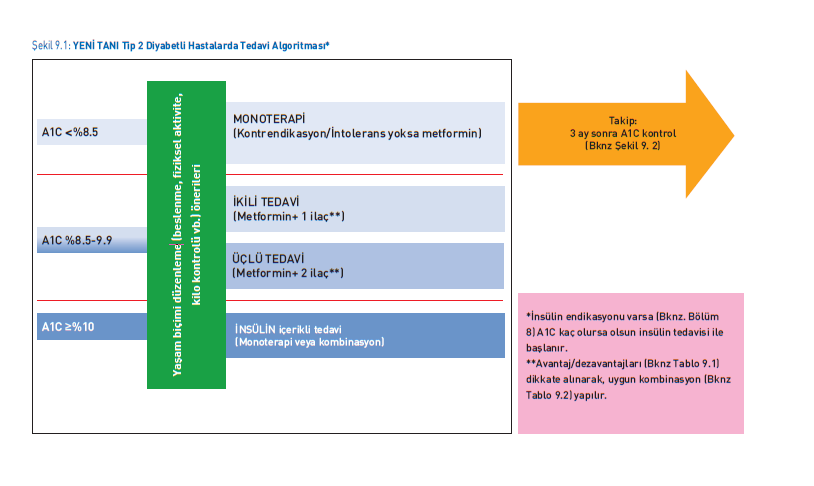 Şekil 9.1: YENİ TANI Tip 2 Diyabetli Hastalarda Tedavi Algoritması*
A1C <%8.5
A1C %8.5-9.9
A1C ≥%10
Yaşam biçimi düzenleme (beslenme, fiziksel aktivite,
kilo kontrolü vb.) önerileri
MONOTERAPİ
(Kontrendikasyon/İntolerans yoksa metformin)
İKİLİ TEDAVİ
(Metformin+ 1 ilaç**)
ÜÇLÜ TEDAVİ
(Metformin+ 2 ilaç**)
İNSÜLİN içerikli tedavi
(Monoterapi veya kombinasyon)
Takip:
3 ay sonra A1C kontrol
(Bknz Şekil 9. 2)
*İnsülin endikasyonu varsa (Bknz. Bölüm
8) A1C kaç olursa olsun insülin tedavisi ile
başlanır.
**Avantaj/dezavantajları (Bknz Tablo 9.1)
dikkate alınarak, uygun kombinasyon (Bknz
Tablo 9.2) yapılır.